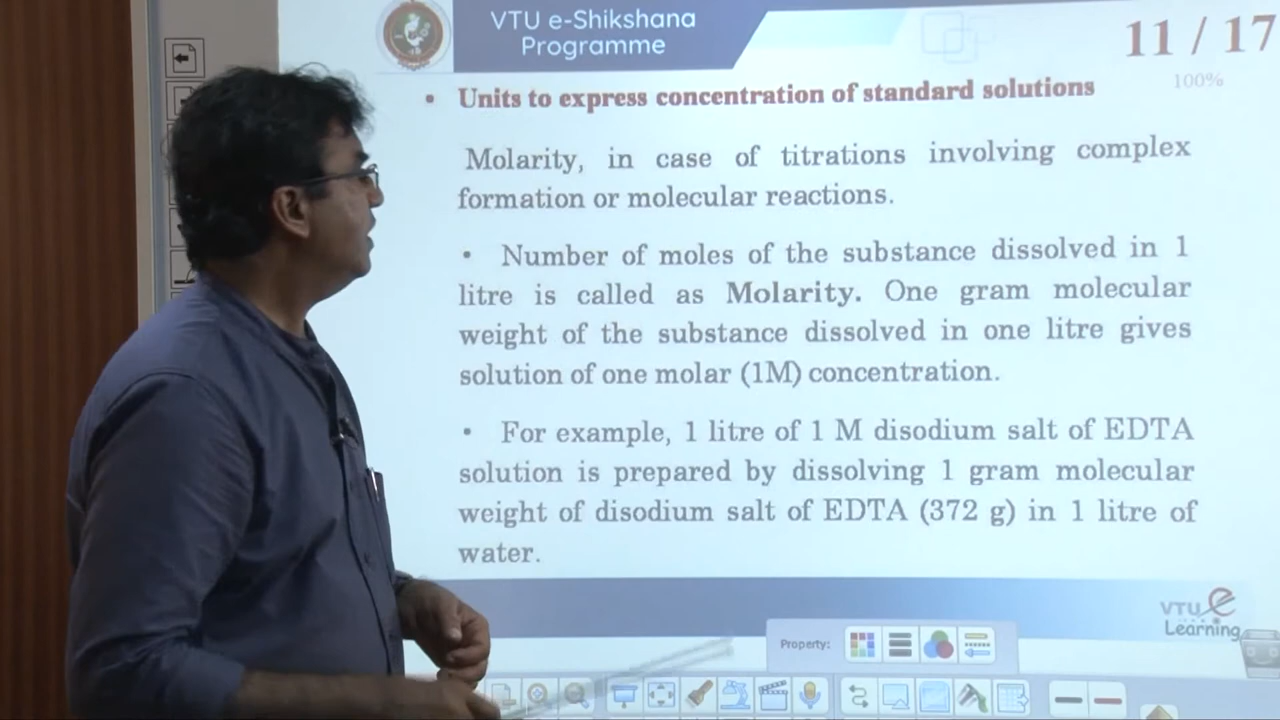 VTU e-Shikshana
Programme
11 / 17
100%
• Units to express concentration of standard solutions
Molarity, in case of titrations involving complex
formation or molecular reactions.
• Number of moles of the substance dissolved in 1
litre is called as Molarity. One gram molecular
weight of the substance dissolved in one litre gives
solution of one molar (1M) concentration.
• For example, 1 litre of 1 M disodium salt of EDTA
solution is prepared by dissolving 1 gram molecular
weight of disodium salt of EDTA (372 g) in 1 litre of
water.
VTU e
Learning
Property: